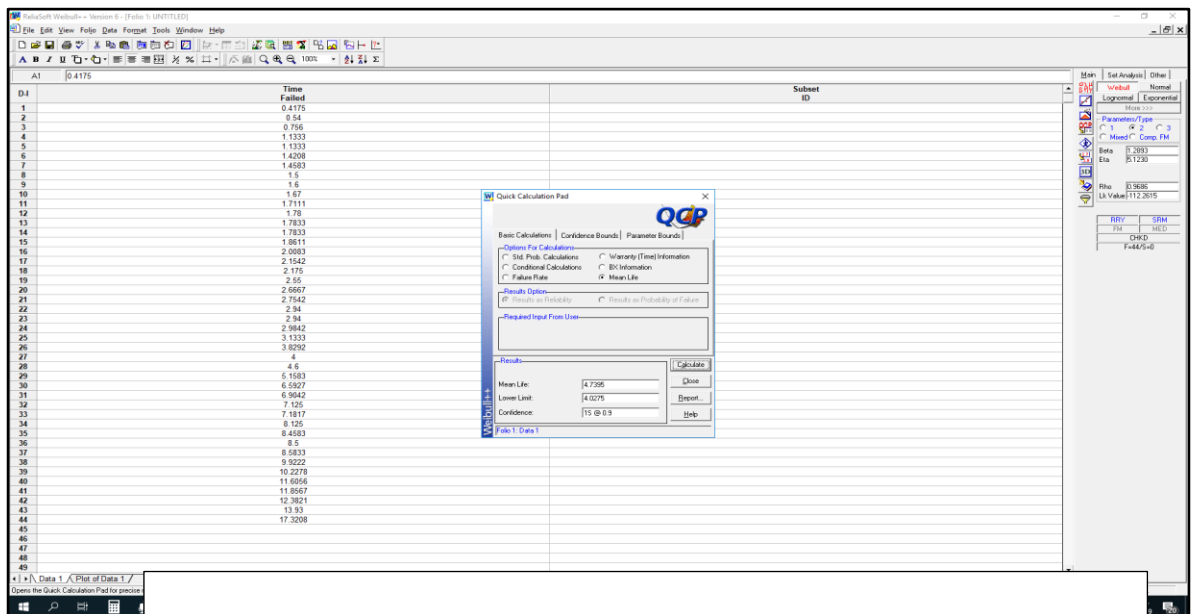 ReliaSoft Weibull++ - Version 6 - [Folio 1: UNTITLED]
File Edit View Folio Data Format Tools Window Help
100%
A1 0.4175
D-I Time Failed Subset ID
1 0.4175
2 0.54
3 0.756
4 1.1333
5 1.1333
6 1.4208
7 1.4583
8 1.5
9 1.6
10 1.67
11 1.7111
12 1.78
13 1.7833
14 1.7833
15 1.8611
16 2.0083
17 2.1542
18 2.175
19 2.55
20 2.6667
21 2.7542
22 2.94
23 2.94
24 2.9842
25 3.1333
26 3.8292
27 4
28 4.6
29 5.1583
30 6.5927
31 6.9042
32 7.125
33 7.1817
34 8.125
35 8.4583
36 8.5
37 8.5833
38 9.9222
39 10.2278
40 11.6056
41 11.8567
42 12.3821
43 13.93
44 17.3208
45
46
47
48
49
Data 1 Plot of Data 1
Opens the Quick Calculation Pad for precise
Quick Calculation Pad
QCP
Basic Calculations Confidence Bounds Parameter Bounds
Options For Calculations
Std. Prob. Calculations Warranty (Time) Information
Conditional Calculations BX Information
Failure Rate Mean Life
Results Option
Results as Reliability Results as Probability of Failure
Required Input From User
Results
Calculate
Mean Life: 4.7395 Close
Lower Limit: 4.0275 Report...
Confidence: 1S @ 0.9 Help
Weibull++
Folio 1: Data 1
Main Set Analysis Other
Weibull Normal
Lognormal Exponential
More >>>
Parameters/Type
1 2 3
Mixed Comp. FM
Beta 1.2893
Eta 5.1230
Rho 0.9686
Lk Value -112.2615
RRY SRM
FM MED
CHKD
F=44/S=0